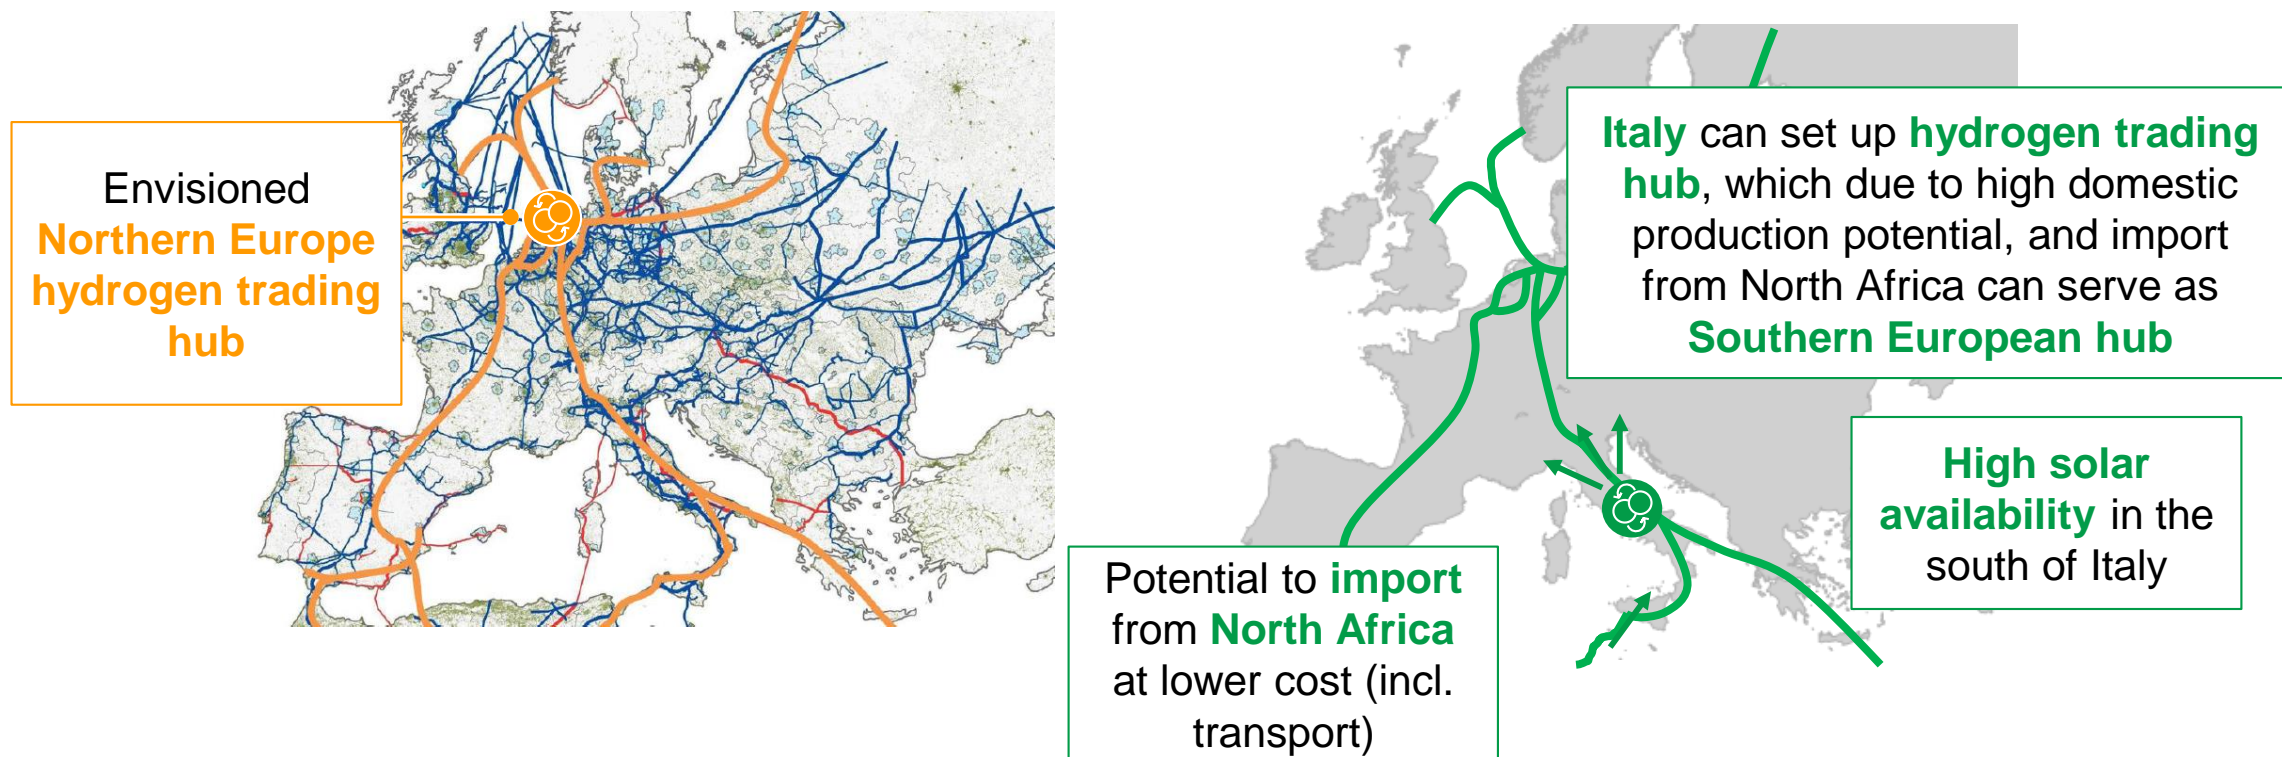 Envisioned
Northern Europe
hydrogen trading
hub
Italy can set up hydrogen trading
hub, which due to high domestic
production potential, and import
from North Africa can serve as
Southern European hub
High solar
availability in the
south of Italy
Potential to import
from North Africa
at lower cost (incl.
transport)